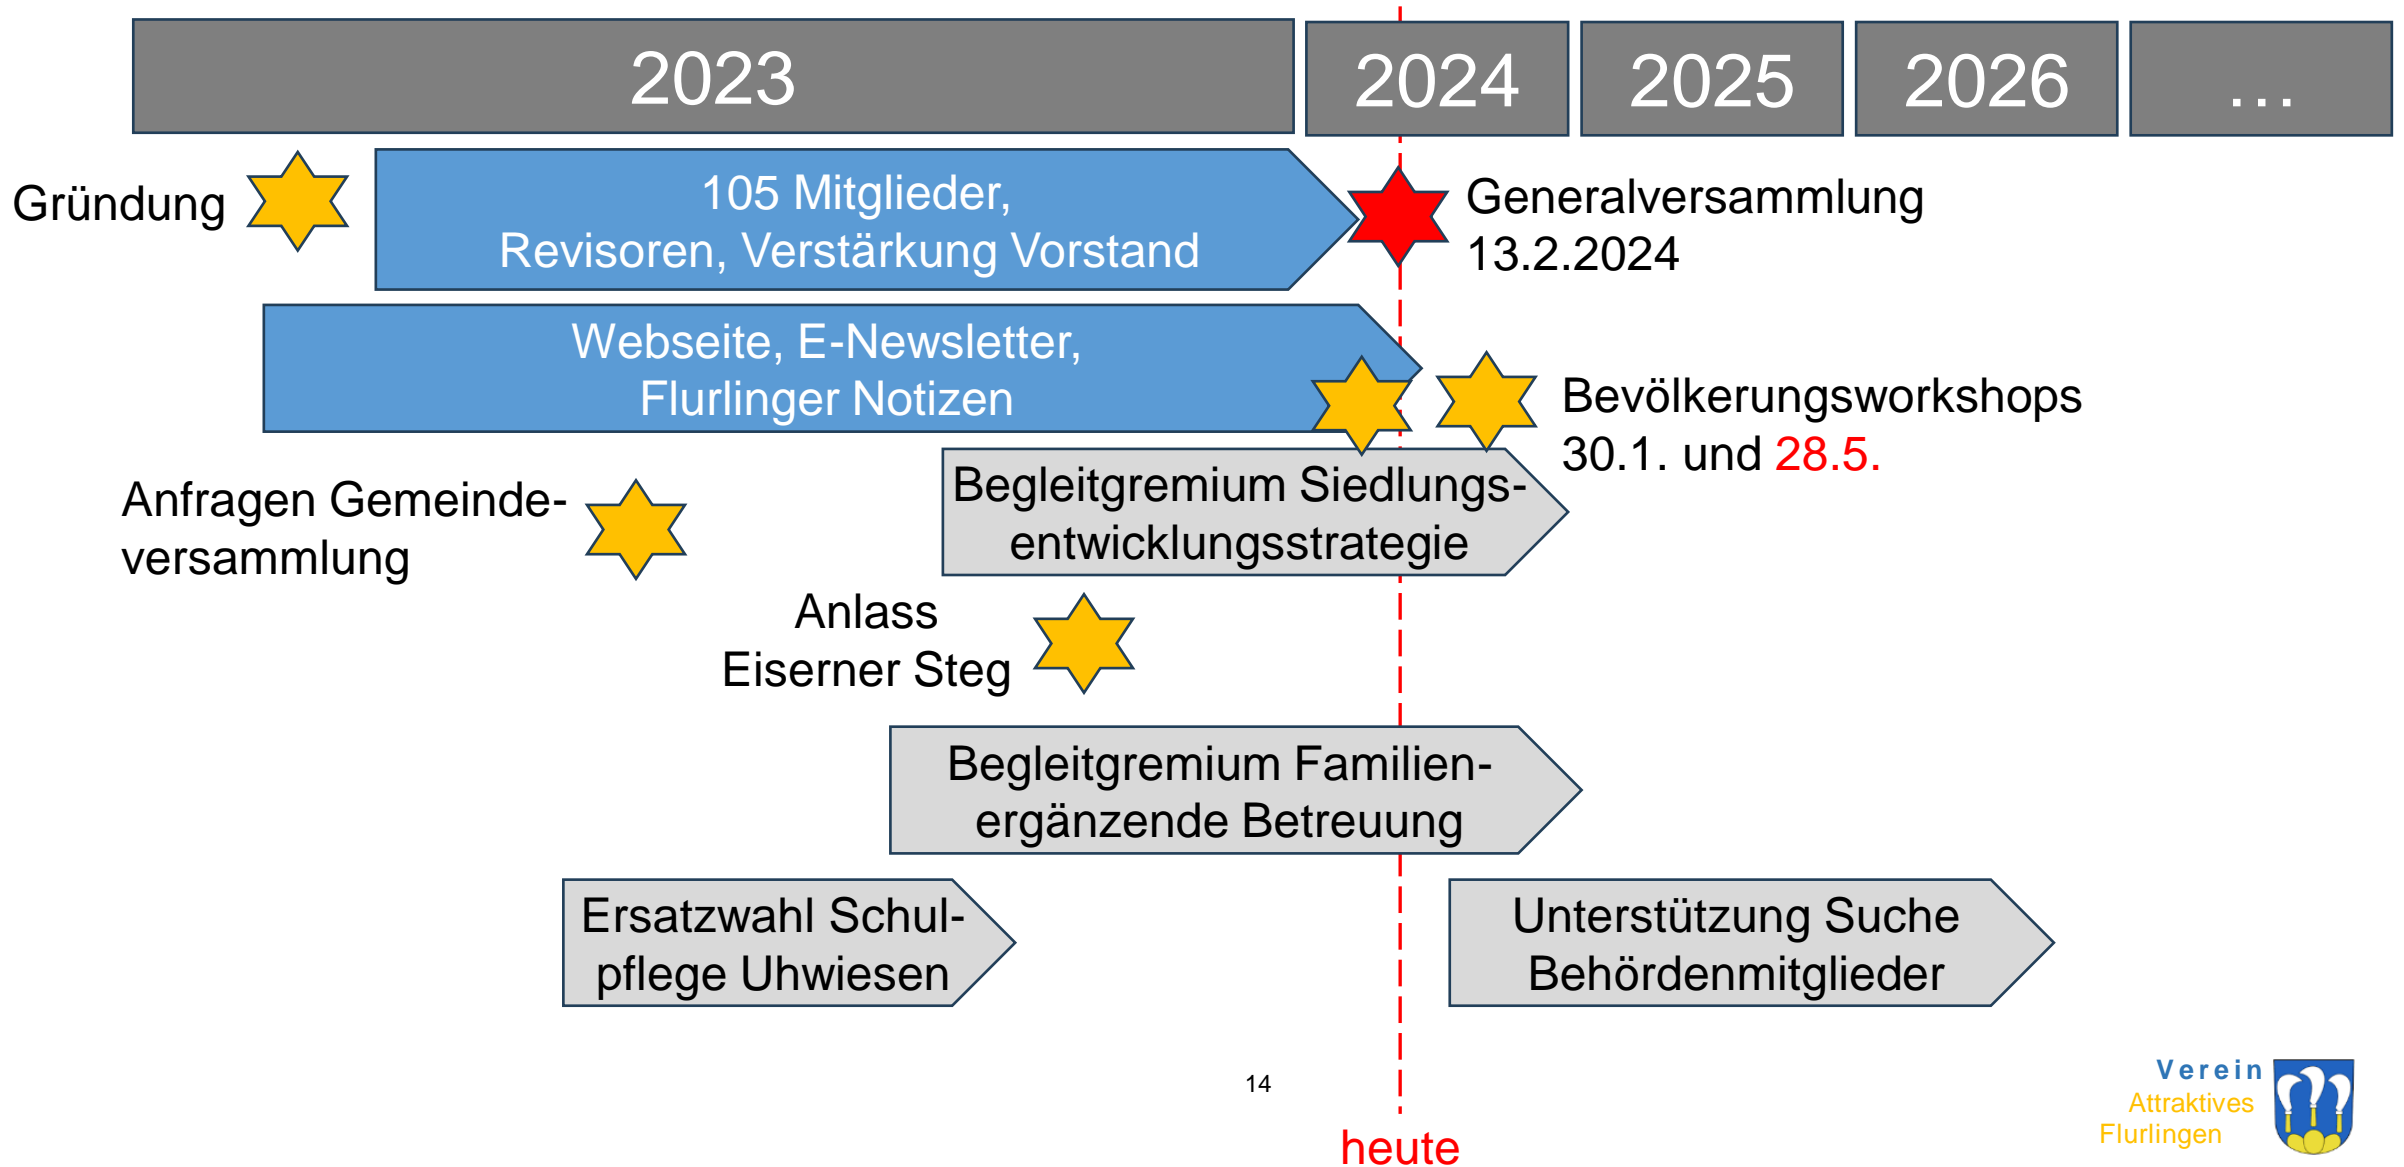 2023
2024
2025
2026
...
Gründung
105 Mitglieder,
Revisoren, Verstärkung Vorstand
Generalversammlung
13.2.2024
Webseite, E-Newsletter,
Flurlinger Notizen
Bevölkerungsworkshops
30.1. und 28.5.
Anfragen Gemeinde-
versammlung
Begleitgremium Siedlungs-
entwicklungsstrategie
Anlass
Eiserner Steg
Begleitgremium Familien-
ergänzende Betreuung
Ersatzwahl Schul-
pflege Uhwiesen
Unterstützung Suche
Behördenmitglieder
14
heute
Verein
Attraktives
Flurlingen